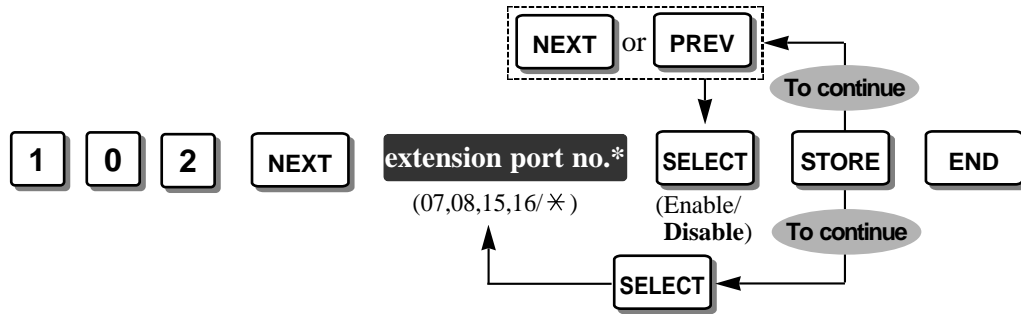 NEXT or PREV
To continue
1 0 2 NEXT extension port no.* SELECT STORE END
(07,08,15,16/✳) (Enable/
Disable) To continue
SELECT